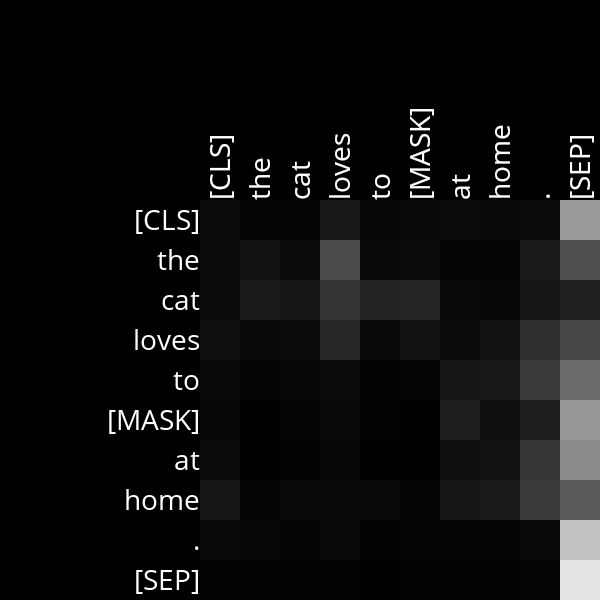 [CLS] the cat loves to [MASK] at home . [SEP]
[CLS]
the
cat
loves
to
[MASK]
at
home
.
[SEP]